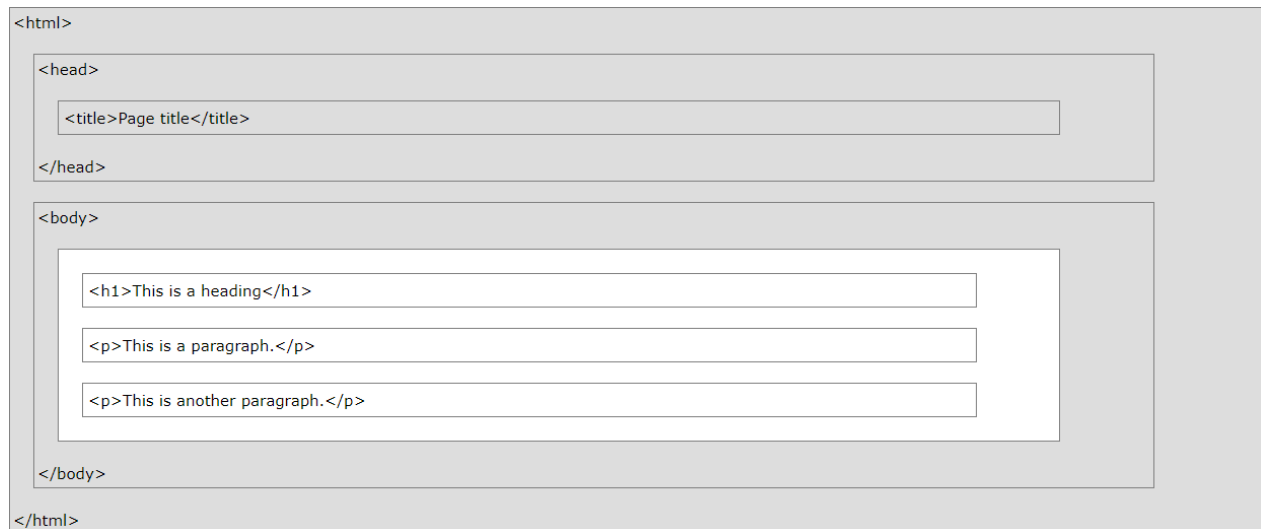 <html>
<head>
<title>Page title</title>
</head>
<body>
<h1>This is a heading</h1>
<p>This is a paragraph.</p>
<p>This is another paragraph.</p>
</body>
</html>